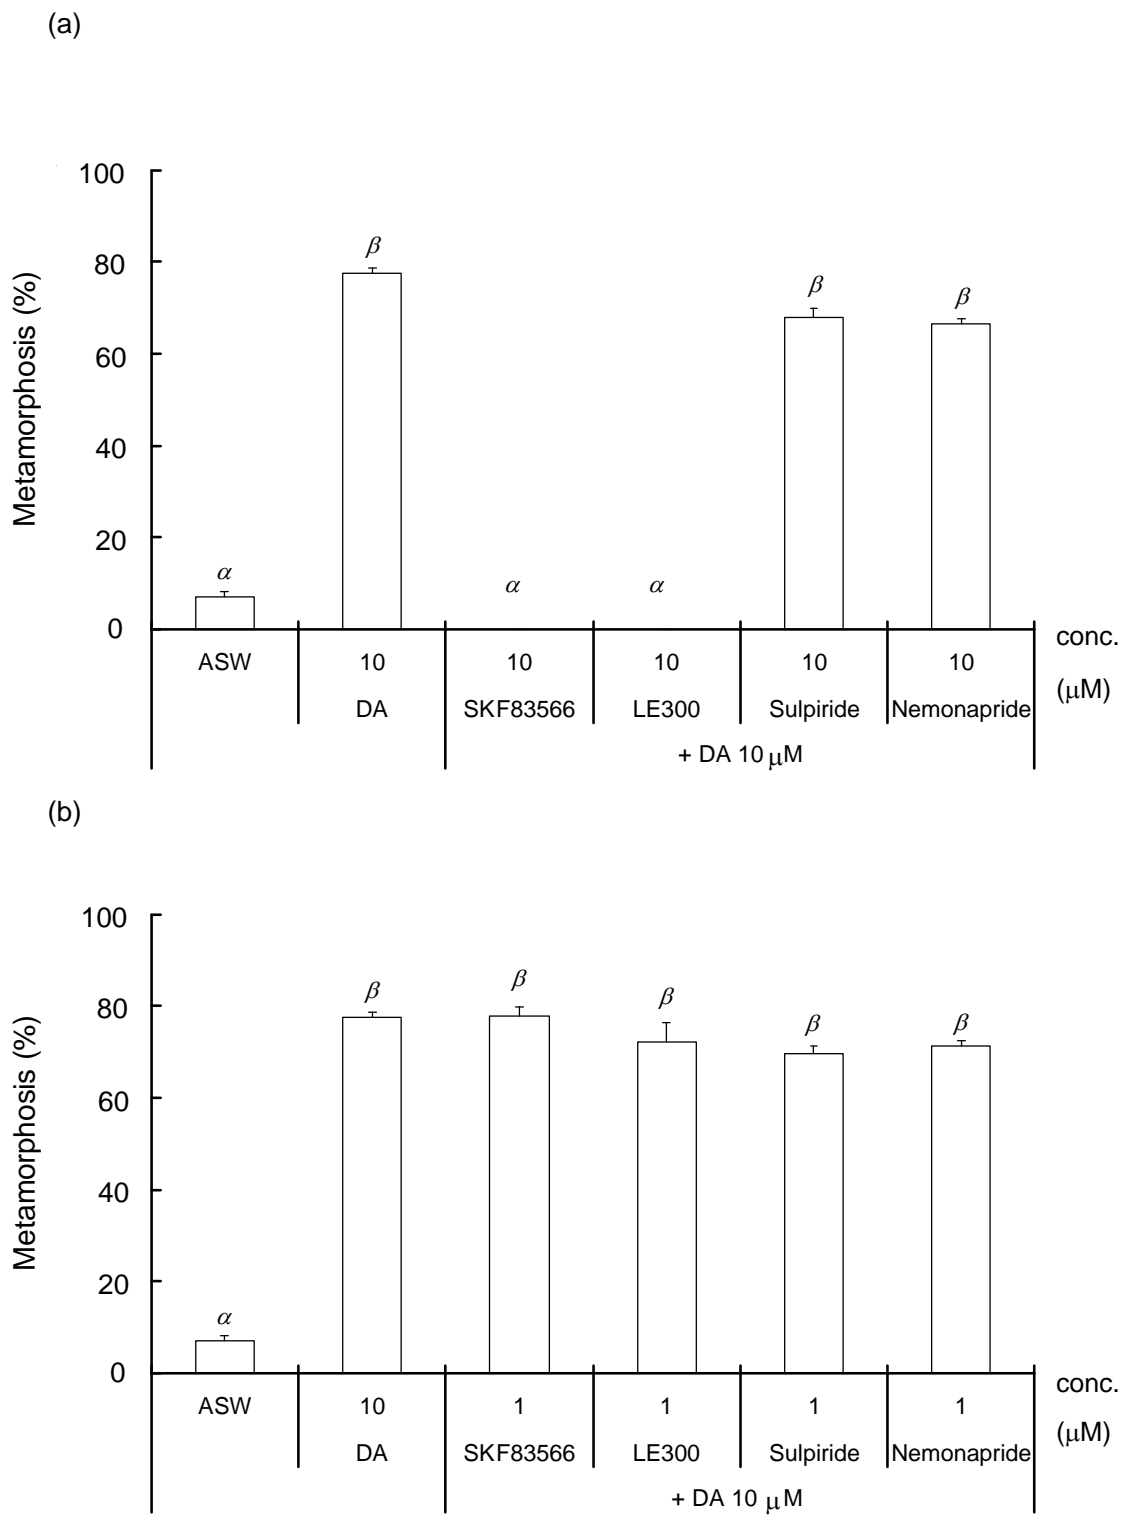 (a)
100
80
60
40
20
0
Metamorphosis (%)
α
β
α
α
β
β
ASW 10 10 10 10 10 conc.
DA SKF83566 LE300 Sulpiride Nemonapride (μM)
+ DA 10 μM
(b)
100
80
60
40
20
0
Metamorphosis (%)
α
β
β
β
β
β
ASW 10 1 1 1 1 conc.
DA SKF83566 LE300 Sulpiride Nemonapride (μM)
+ DA 10 μM